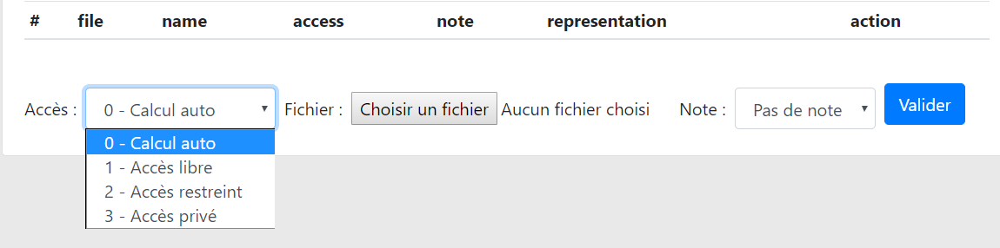 # file name access note representation action
Accès : 0 - Calcul auto Fichier : Choisir un fichier Aucun fichier choisi Note : Pas de note Valider
0 - Calcul auto
1 - Accès libre
2 - Accès restreint
3 - Accès privé